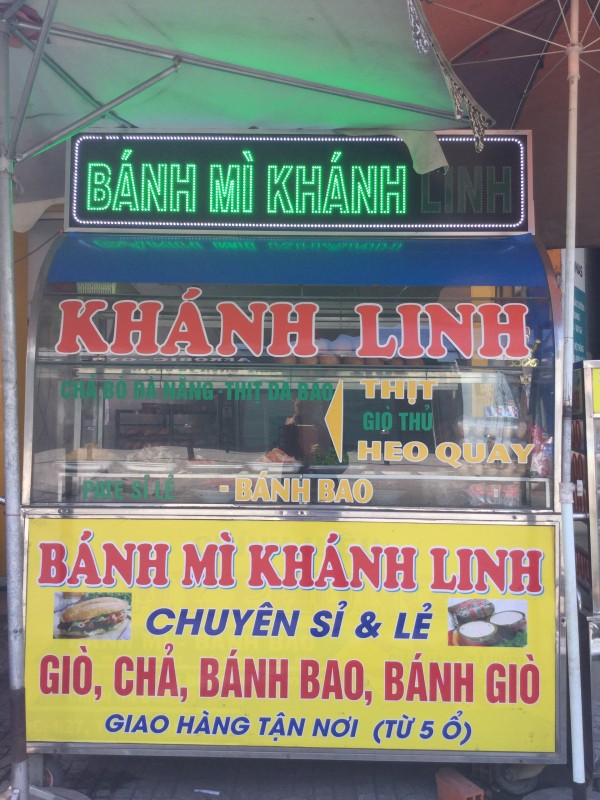 BÁNH MÌ KHÁNH LINH
KHÁNH LINH
CHẢ BÒ ĐÀ NẴNG - THỊT ĐÀ BAO
THỊT
GIÒ THỦ
HEO QUAY
PATE SỈ LẺ
- BÁNH BAO
BÁNH MÌ KHÁNH LINH
CHUYÊN SỈ & LẺ
GIÒ, CHẢ, BÁNH BAO, BÁNH GIÒ
GIAO HÀNG TẬN NƠI (TỪ 5 Ổ)